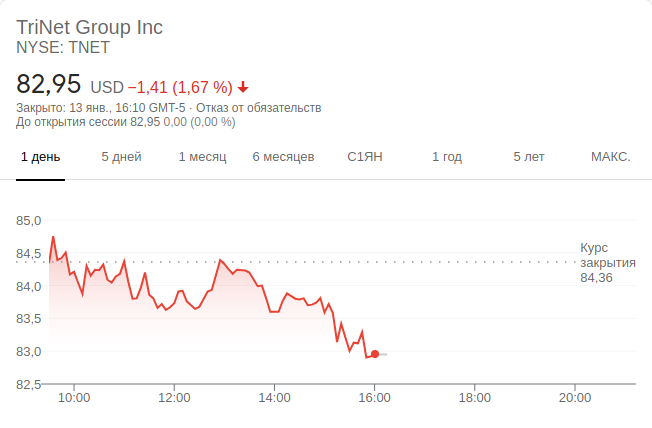 TriNet Group Inc
NYSE: TNET
82,95 USD −1,41 (1,67 %)
Закрыто: 13 янв., 16:10 GMT-5 · Отказ от обязательств
До открытия сессии 82,95 0,00 (0,00 %)
1 день 5 дней 1 месяц 6 месяцев С1ЯН 1 год 5 лет МАКС.
85,0
84,5
84,0
83,5
83,0
82,5
Курс
закрытия
84,36
10:00 12:00 14:00 16:00 18:00 20:00